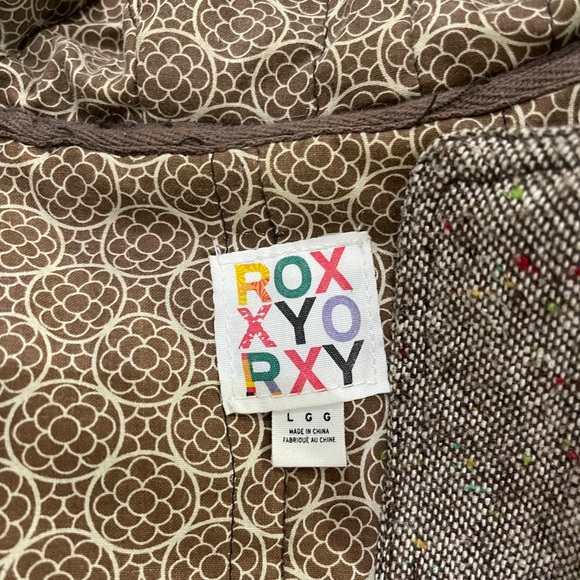 ROX
XYO
RXY
L G G
MADE IN CHINA
FABRIQUÉ AU CHINE